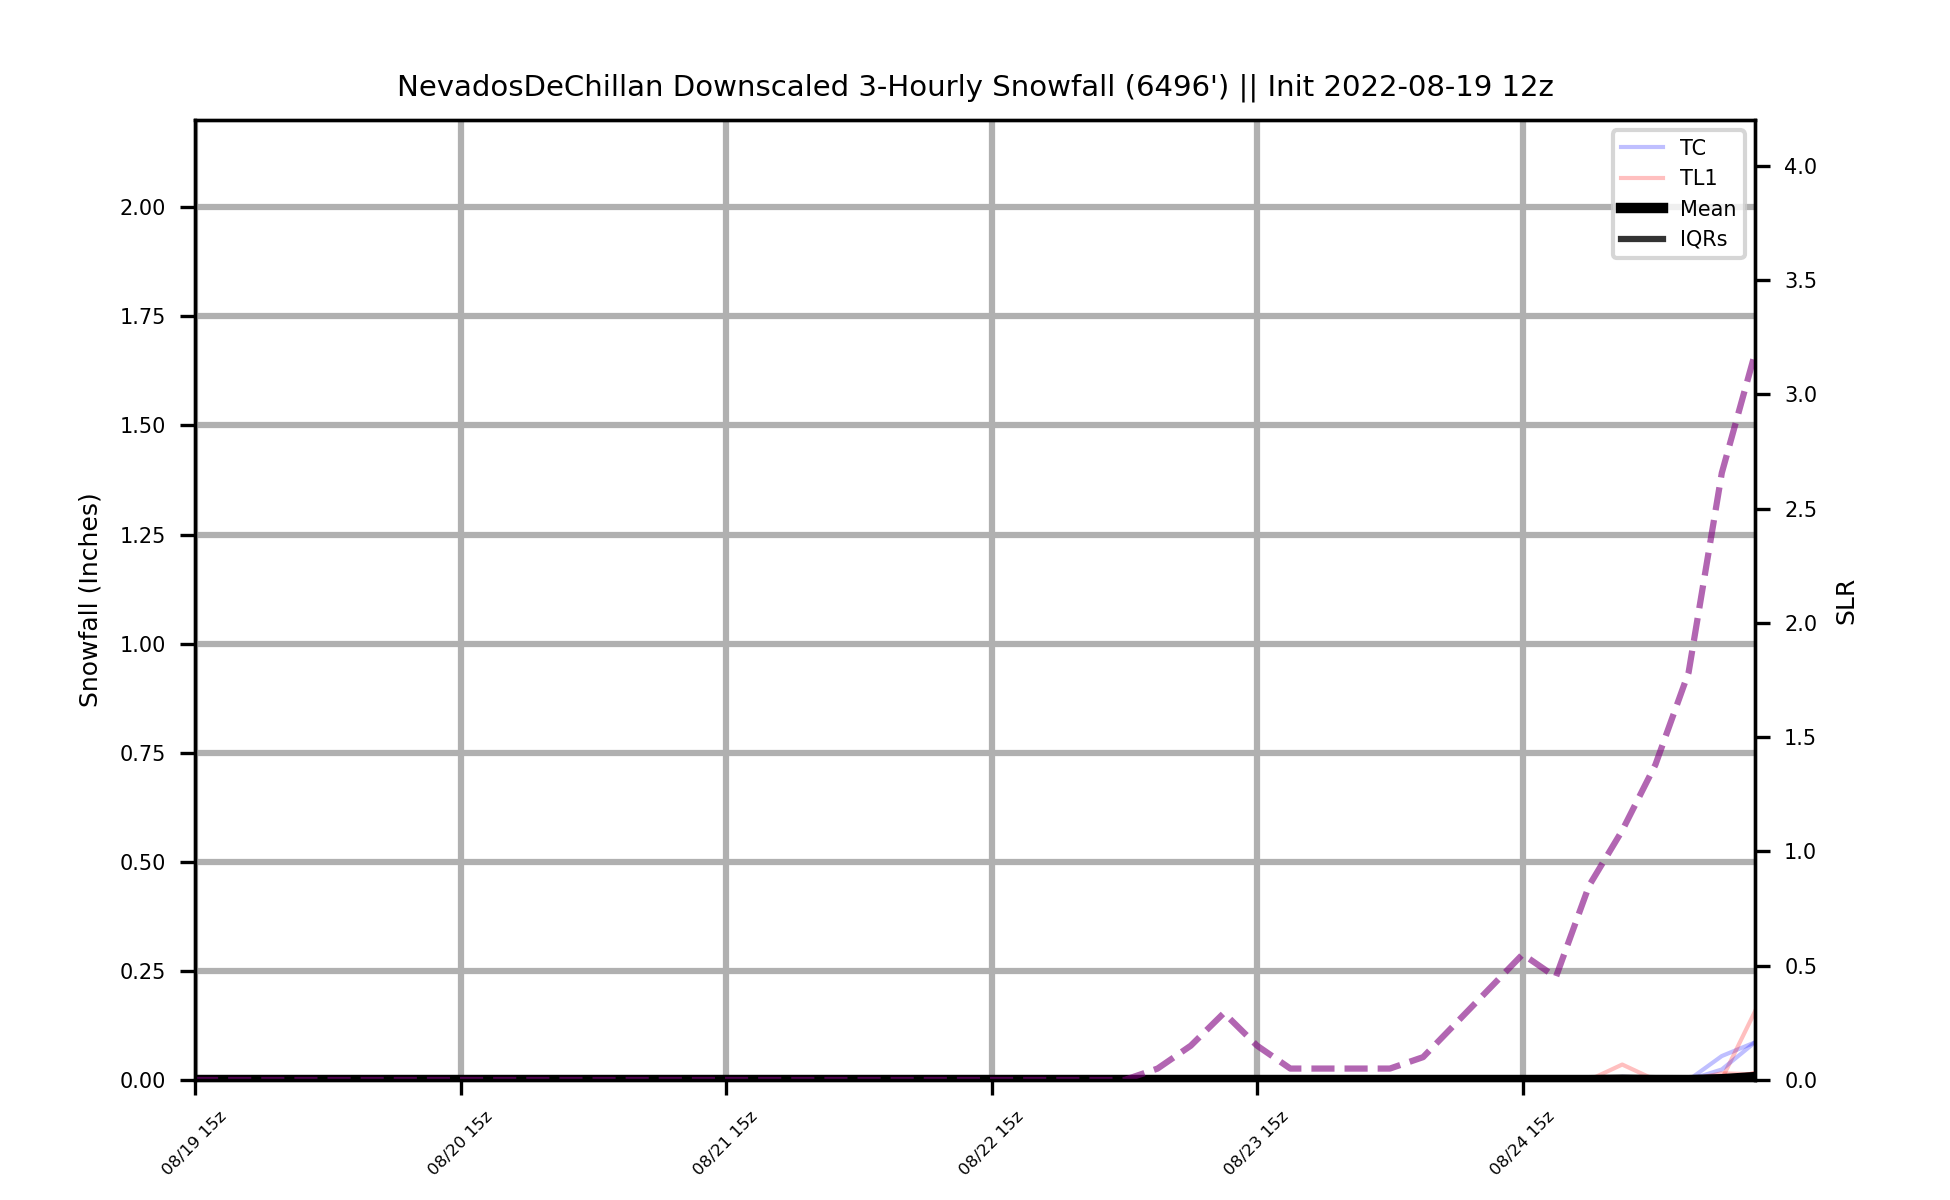 NevadosDeChillan Downscaled 3-Hourly Snowfall (6496') || Init 2022-08-19 12z
TC
TL1
Mean
IQRs
Snowfall (Inches)
2.00
1.75
1.50
1.25
1.00
0.75
0.50
0.25
0.00
4.0
3.5
3.0
2.5
2.0
1.5
1.0
0.5
0.0
SLR
08/19 15z
08/20 15z
08/21 15z
08/22 15z
08/23 15z
08/24 15z